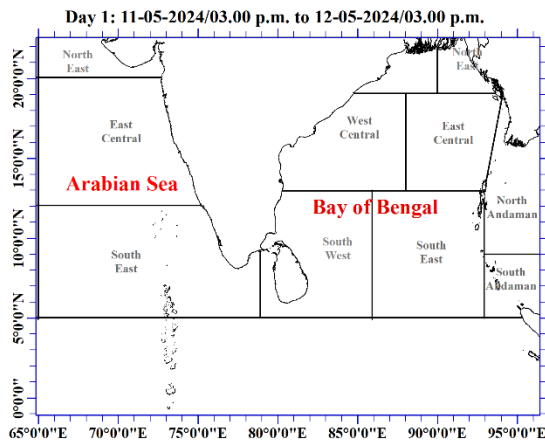 Day 1: 11-05-2024/03.00 p.m. to 12-05-2024/03.00 p.m.
North
East
North
East
20°0'0"N
East
Central
West
Central
East
Central
15°0'0"N
Arabian Sea
Bay of Bengal
North
Andaman
10°0'0"N
South
East
South
West
South
East
South
Andaman
5°0'0"N
0°0'0"
65°0'0"E 70°0'0"E 75°0'0"E 80°0'0"E 85°0'0"E 90°0'0"E 95°0'0"E